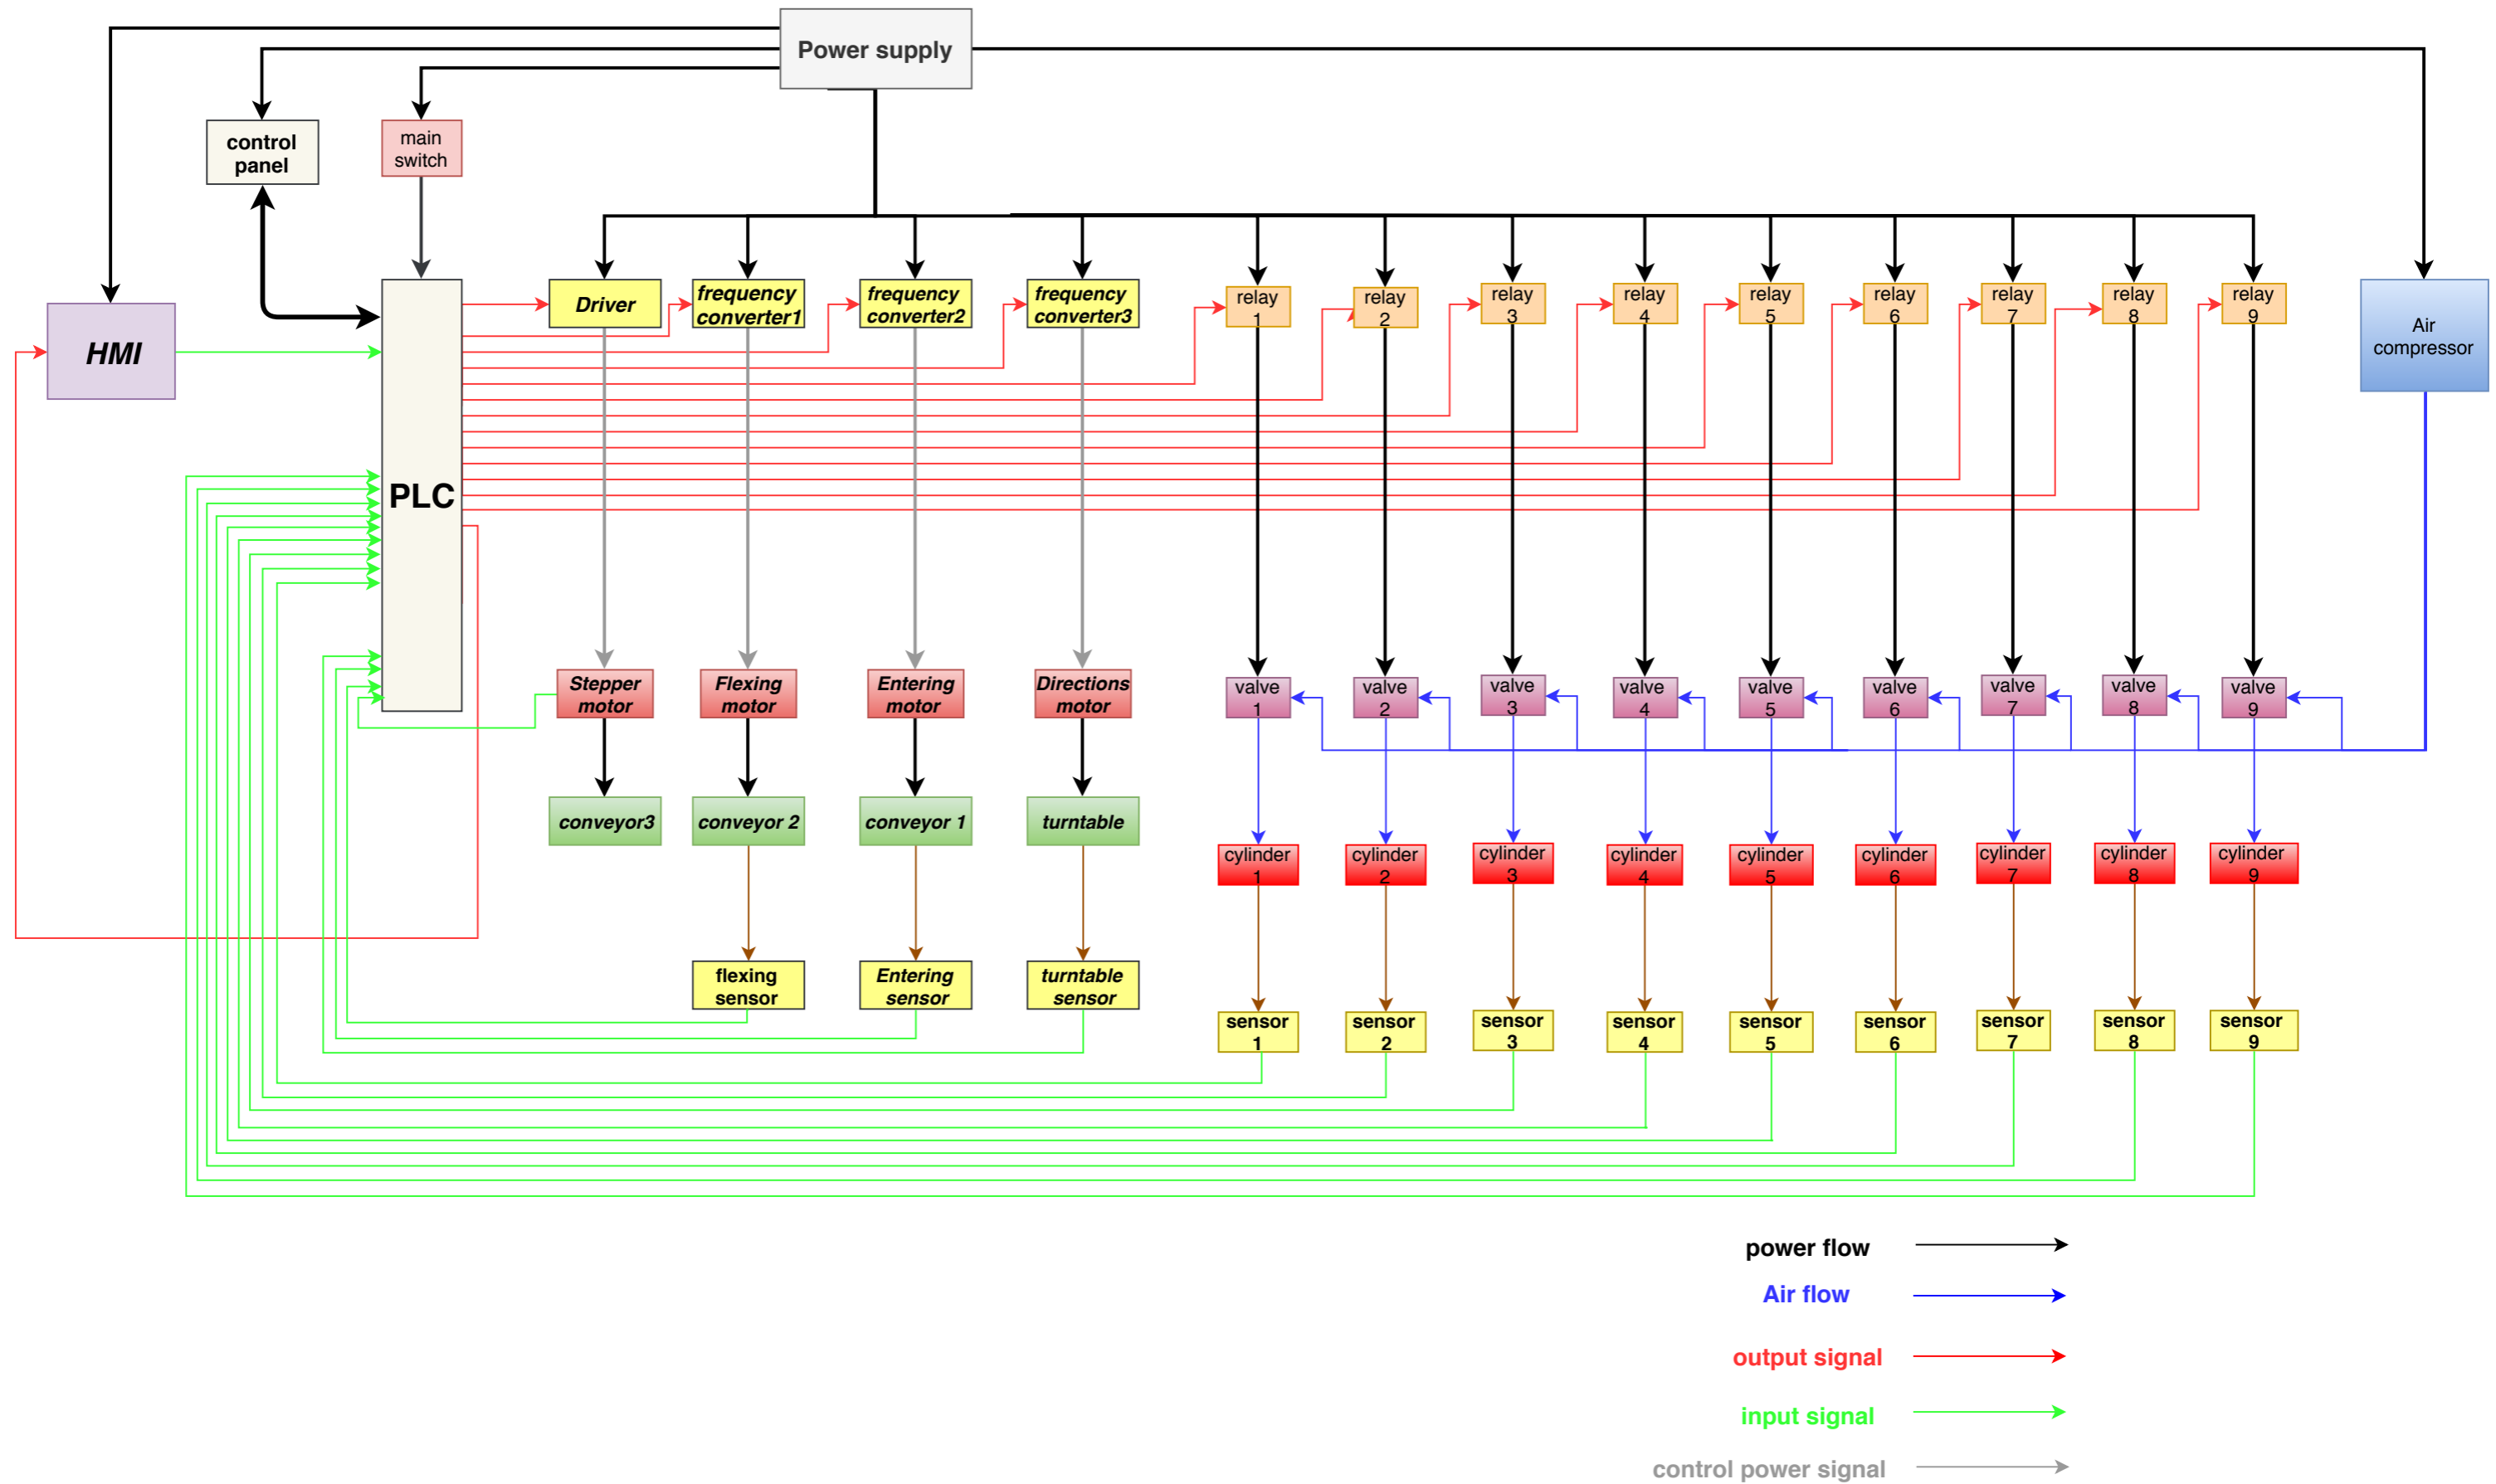 Power supply
control
panel
main
switch
HMI
PLC
Driver
frequency
converter1
frequency
converter2
frequency
converter3
relay
1
relay
2
relay
3
relay
4
relay
5
relay
6
relay
7
relay
8
relay
9
Air
compressor
Stepper
motor
Flexing
motor
Entering
motor
Directions
motor
valve
1
valve
2
valve
3
valve
4
valve
5
valve
6
valve
7
valve
8
valve
9
conveyor3
conveyor 2
conveyor 1
turntable
cylinder
1
cylinder
2
cylinder
3
cylinder
4
cylinder
5
cylinder
6
cylinder
7
cylinder
8
cylinder
9
flexing
sensor
Entering
sensor
turntable
sensor
sensor
1
sensor
2
sensor
3
sensor
4
sensor
5
sensor
6
sensor
7
sensor
8
sensor
9
power flow
Air flow
output signal
input signal
control power signal